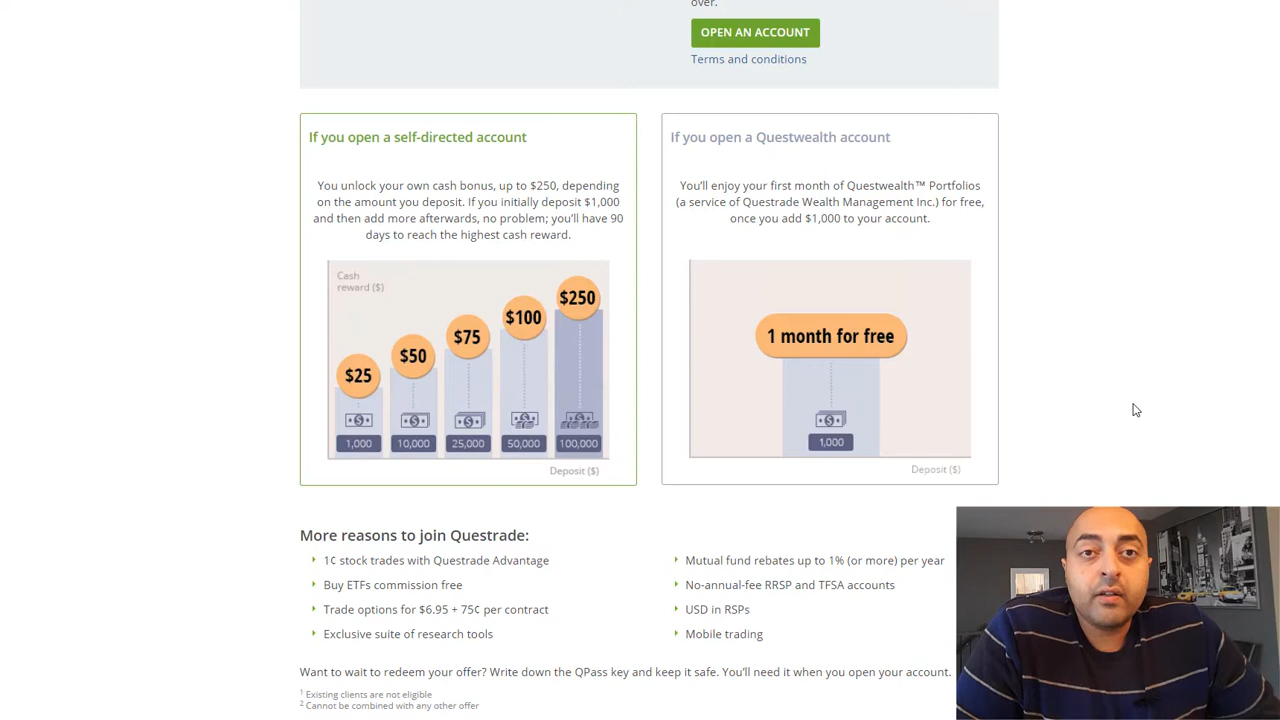 over.
OPEN AN ACCOUNT
Terms and conditions
If you open a self-directed account
You unlock your own cash bonus, up to $250, depending
on the amount you deposit. If you initially deposit $1,000
and then add more afterwards, no problem; you'll have 90
days to reach the highest cash reward.
Cash
reward ($)
$25
$50
$75
$100
$250
1,000
10,000
25,000
50,000
100,000
Deposit ($)
If you open a Questwealth account
You'll enjoy your first month of Questwealth™ Portfolios
(a service of Questrade Wealth Management Inc.) for free,
once you add $1,000 to your account.
1 month for free
1,000
Deposit ($)
More reasons to join Questrade:
1¢ stock trades with Questrade Advantage
Buy ETFs commission free
Trade options for $6.95 + 75¢ per contract
Exclusive suite of research tools
Mutual fund rebates up to 1% (or more) per year
No-annual-fee RRSP and TFSA accounts
USD in RSPs
Mobile trading
Want to wait to redeem your offer? Write down the QPass key and keep it safe. You'll need it when you open your account.
1 Existing clients are not eligible
2 Cannot be combined with any other offer